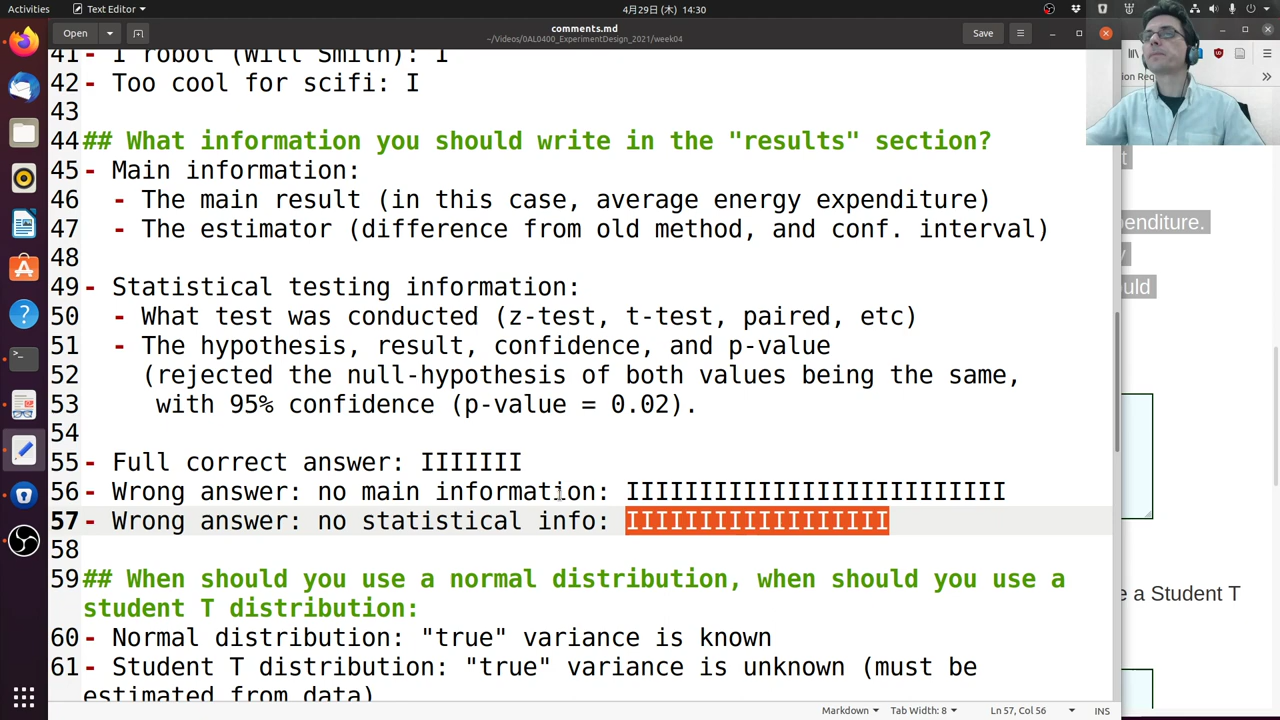 Activities
Text Editor
4月29日 (木) 14:30
Open
comments.md
~/Videos/0AL0400_ExperimentDesign_2021/week04
Save
41 - I robot (Will Smith): I
42 - Too cool for scifi: I
43
44 ## What information you should write in the "results" section?
45 - Main information:
46 - The main result (in this case, average energy expenditure)
47 - The estimator (difference from old method, and conf. interval)
48
49 - Statistical testing information:
50 - What test was conducted (z-test, t-test, paired, etc)
51 - The hypothesis, result, confidence, and p-value
52 (rejected the null-hypothesis of both values being the same,
53 with 95% confidence (p-value = 0.02).
54
55 - Full correct answer: IIIIIII
56 - Wrong answer: no main information: IIIIIIIIIIIIIIIIIIIIIIIIII
57 - Wrong answer: no statistical info: IIIIIIIIIIIIIIIIII
58
59 ## When should you use a normal distribution, when should you use a
student T distribution:
60 - Normal distribution: "true" variance is known
61 - Student T distribution: "true" variance is unknown (must be
estimated from data)
Markdown
Tab Width: 8
Ln 57, Col 56
INS
ion Req
penditure.
ould
e a Student T